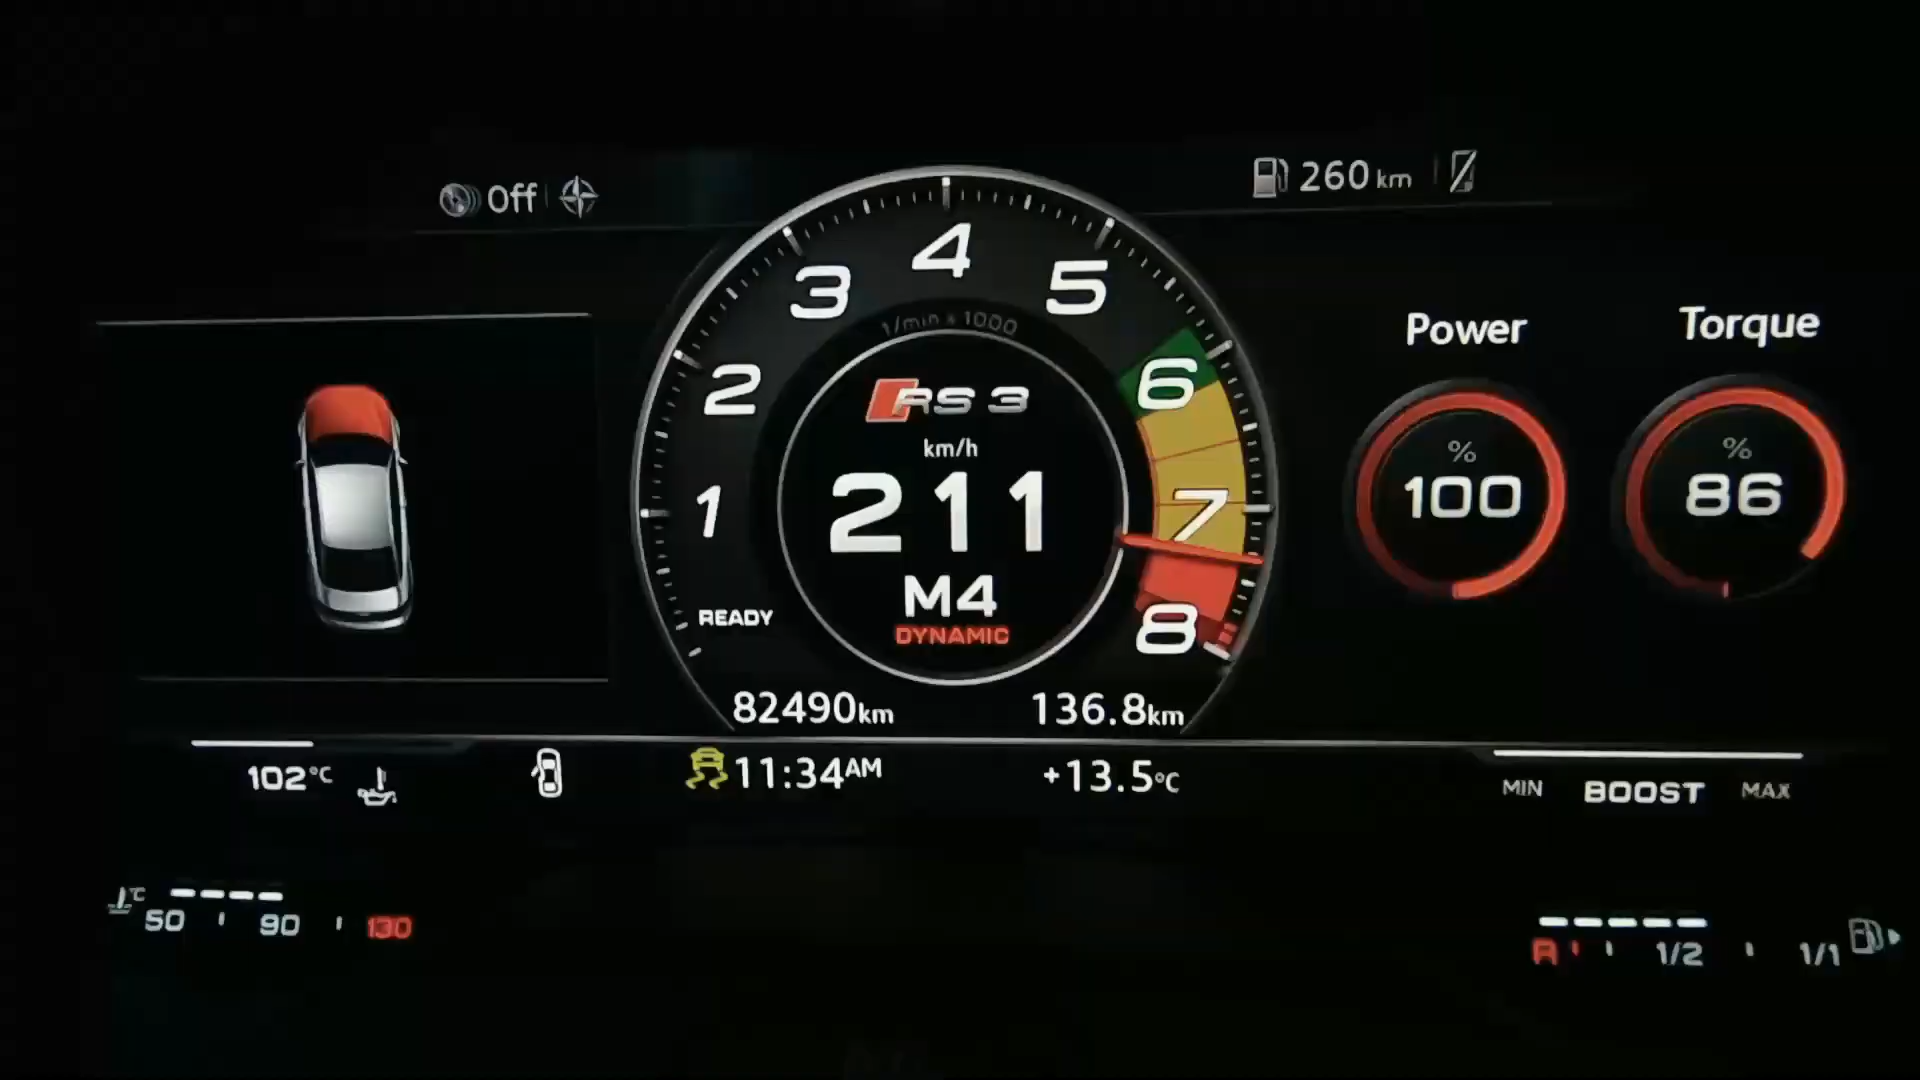 Off
260 km
1
2
3
4
5
6
7
8
1/min x 1000
RS 3
km/h
211
M4
DYNAMIC
READY
82490km
136.8km
Power
%
100
Torque
%
86
102°C
11:34AM
+13.5°C
MIN BOOST MAX
°C
50 90 130
R 1/2 1/1